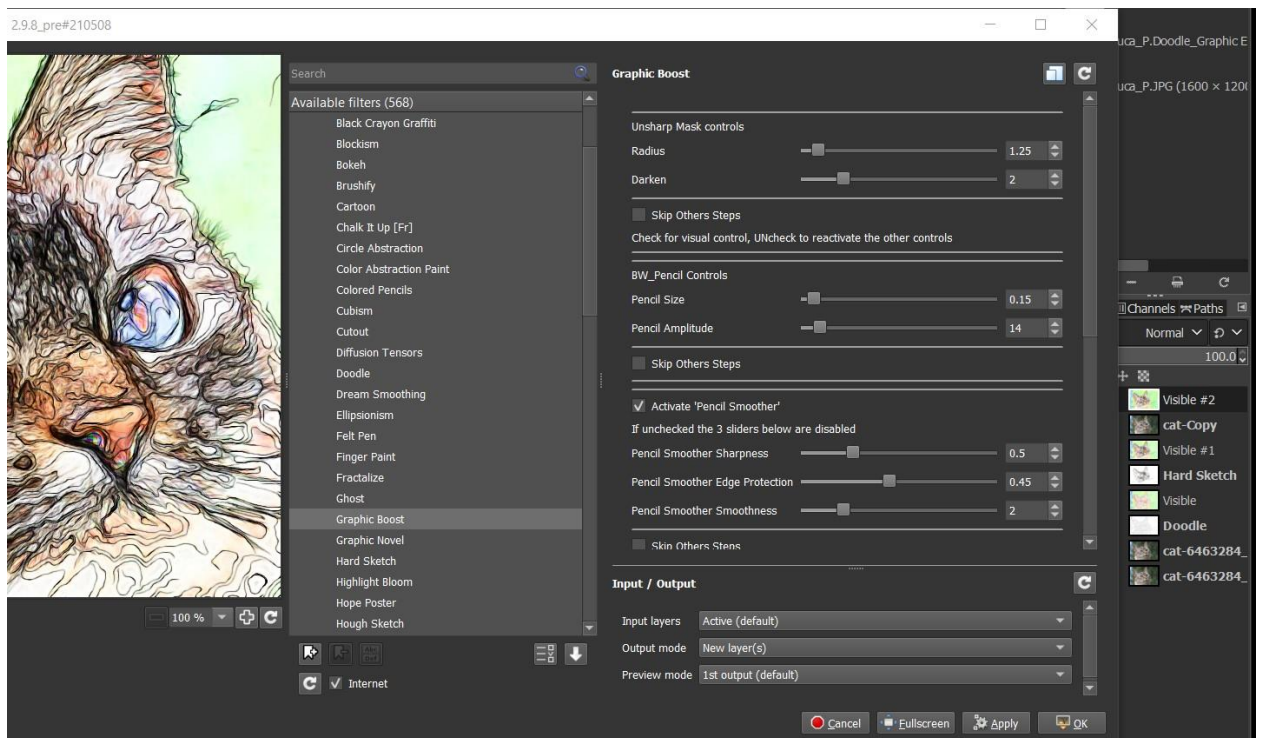 2.9.8_pre#210508
Search
Available filters (568)
Black Crayon Graffiti
Blockism
Bokeh
Brushify
Cartoon
Chalk It Up [Fr]
Circle Abstraction
Color Abstraction Paint
Colored Pencils
Cubism
Cutout
Diffusion Tensors
Doodle
Dream Smoothing
Ellipsionism
Felt Pen
Finger Paint
Fractalize
Ghost
Graphic Boost
Graphic Novel
Hard Sketch
Highlight Bloom
Hope Poster
Hough Sketch
100 %
Internet
Graphic Boost
Unsharp Mask controls
Radius 1.25
Darken 2
Skip Others Steps
Check for visual control, UNcheck to reactivate the other controls
BW_Pencil Controls
Pencil Size 0.15
Pencil Amplitude 14
Skip Others Steps
Activate 'Pencil Smoother'
If unchecked the 3 sliders below are disabled
Pencil Smoother Sharpness 0.5
Pencil Smoother Edge Protection 0.45
Pencil Smoother Smoothness 2
Skip Others Steps
Input / Output
Input layers Active (default)
Output mode New layer(s)
Preview mode 1st output (default)
Cancel Fullscreen Apply OK
uca_P.Doodle_Graphic E
uca_P.JPG (1600 × 120
Channels Paths
Normal
100.0
Visible #2
cat-Copy
Visible #1
Hard Sketch
Visible
Doodle
cat-6463284_
cat-6463284_